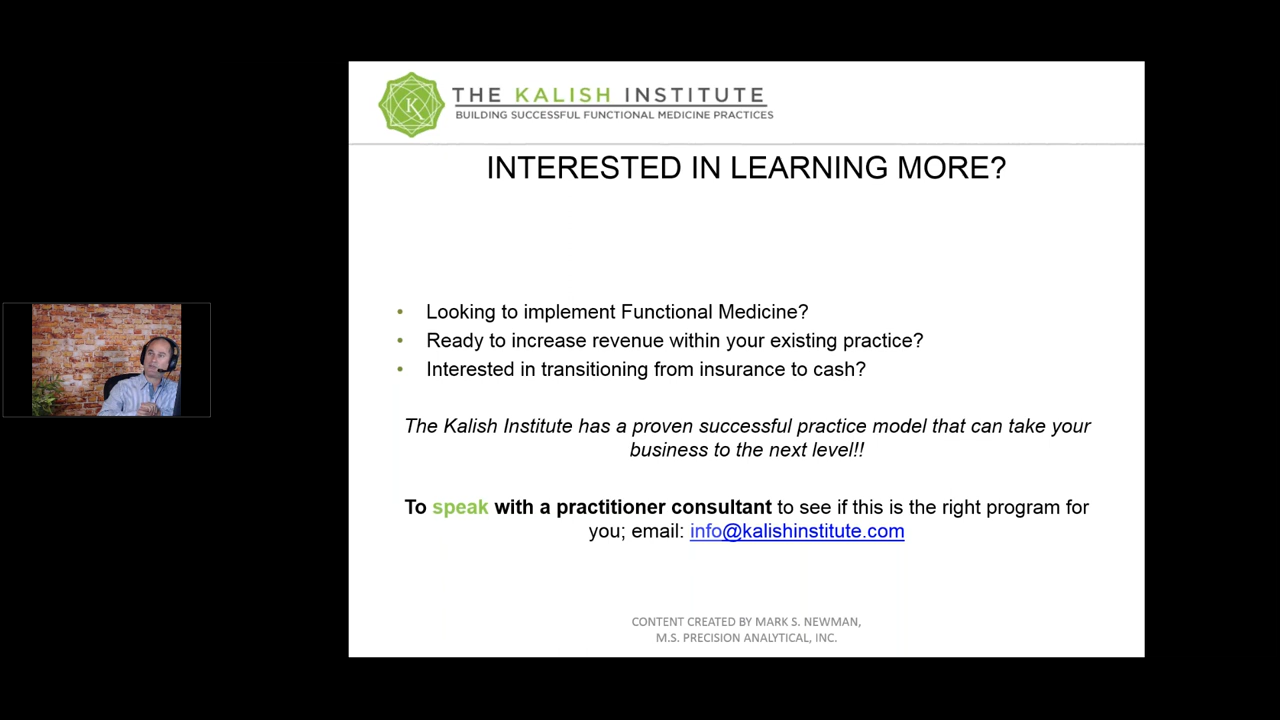 THE KALISH INSTITUTE
BUILDING SUCCESSFUL FUNCTIONAL MEDICINE PRACTICES
INTERESTED IN LEARNING MORE?
• Looking to implement Functional Medicine?
• Ready to increase revenue within your existing practice?
• Interested in transitioning from insurance to cash?
The Kalish Institute has a proven successful practice model that can take your
business to the next level!!
To speak with a practitioner consultant to see if this is the right program for
you; email: info@kalishinstitute.com
CONTENT CREATED BY MARK S. NEWMAN,
M.S. PRECISION ANALYTICAL, INC.